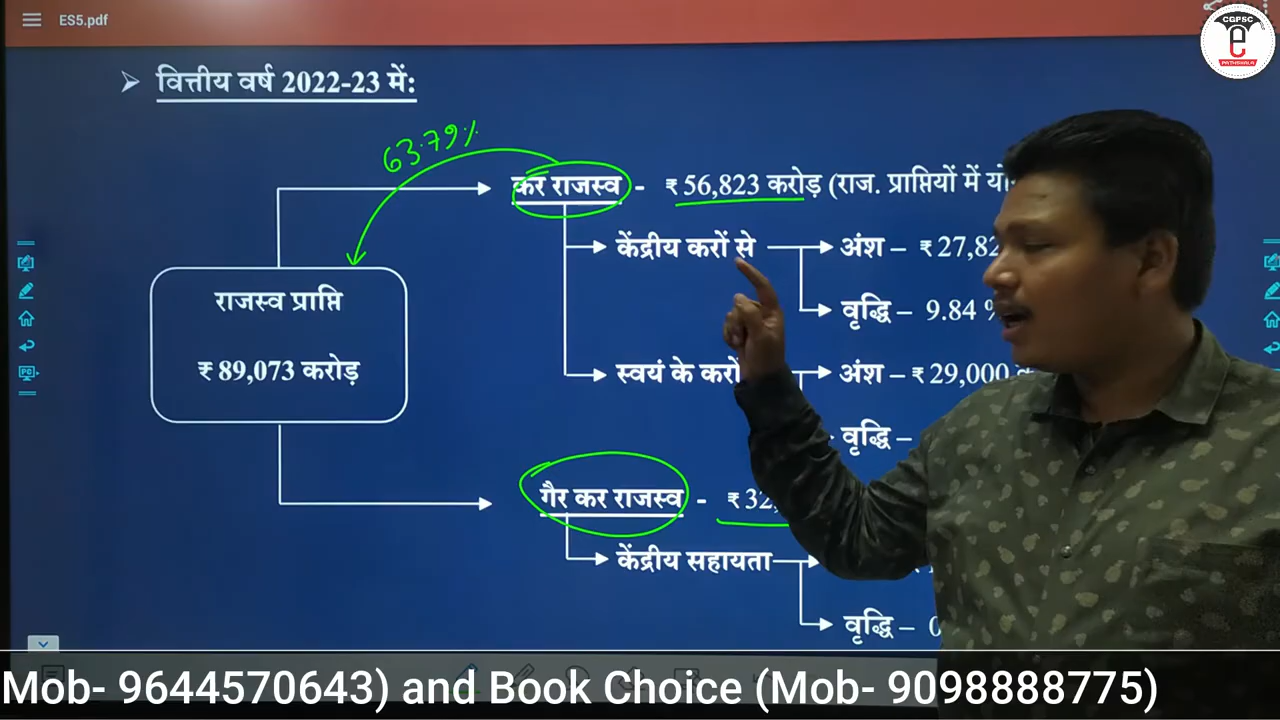 ES5.pdf
CGPSC
e
PATHSHALA
➤ वित्तीय वर्ष 2022-23 में:
63.79%
कर राजस्व - ₹ 56,823 करोड़ (राज. प्राप्तियों में
केंद्रीय करों से
अंश – ₹ 27,82
वृद्धि – 9.84 %
राजस्व प्राप्ति
₹ 89,073 करोड़
स्वयं के करों
अंश – ₹ 29,000
वृद्धि –
गैर कर राजस्व - ₹ 32,
केंद्रीय सहायता
वृद्धि – 0
Mob- 9644570643) and Book Choice (Mob- 9098888775)